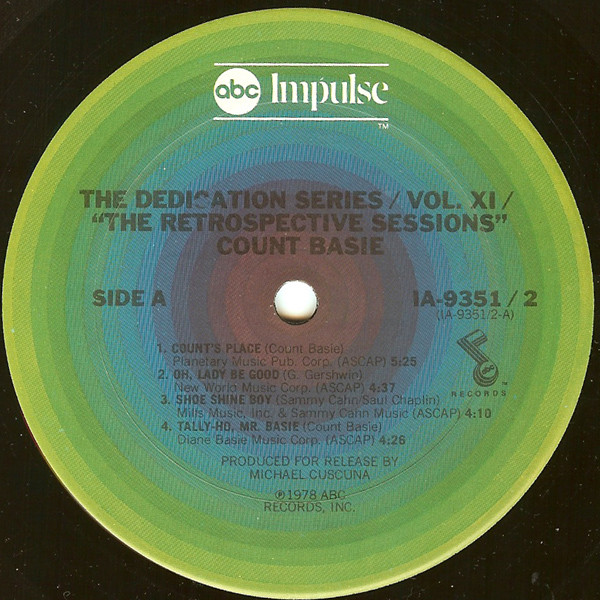 abc Impulse
TM
THE DEDICATION SERIES / VOL. XI /
"THE RETROSPECTIVE SESSIONS"
COUNT BASIE
SIDE A
IA-9351 / 2
(IA-9351/2-A)
1. COUNT'S PLACE (Count Basie)
Planetary Music Pub. Corp. (ASCAP) 5:25
2. OH, LADY BE GOOD (G. Gershwir)
New World Music Corp. (ASCAP) 4:37
3. SHOE SHINE BOY (Sammy Cahn-Saul Chaplin)
Mills Music, Inc. & Sammy Cahn Music (ASCAP) 4:10
4. TALLY-HO, MR. BASIE (Count Basie)
Diane Basie Music Corp. (ASCAP) 4:26
abc
TM
RECORDS
PRODUCED FOR RELEASE BY
MICHAEL CUSCUNA
℗1978 ABC
RECORDS, INC.